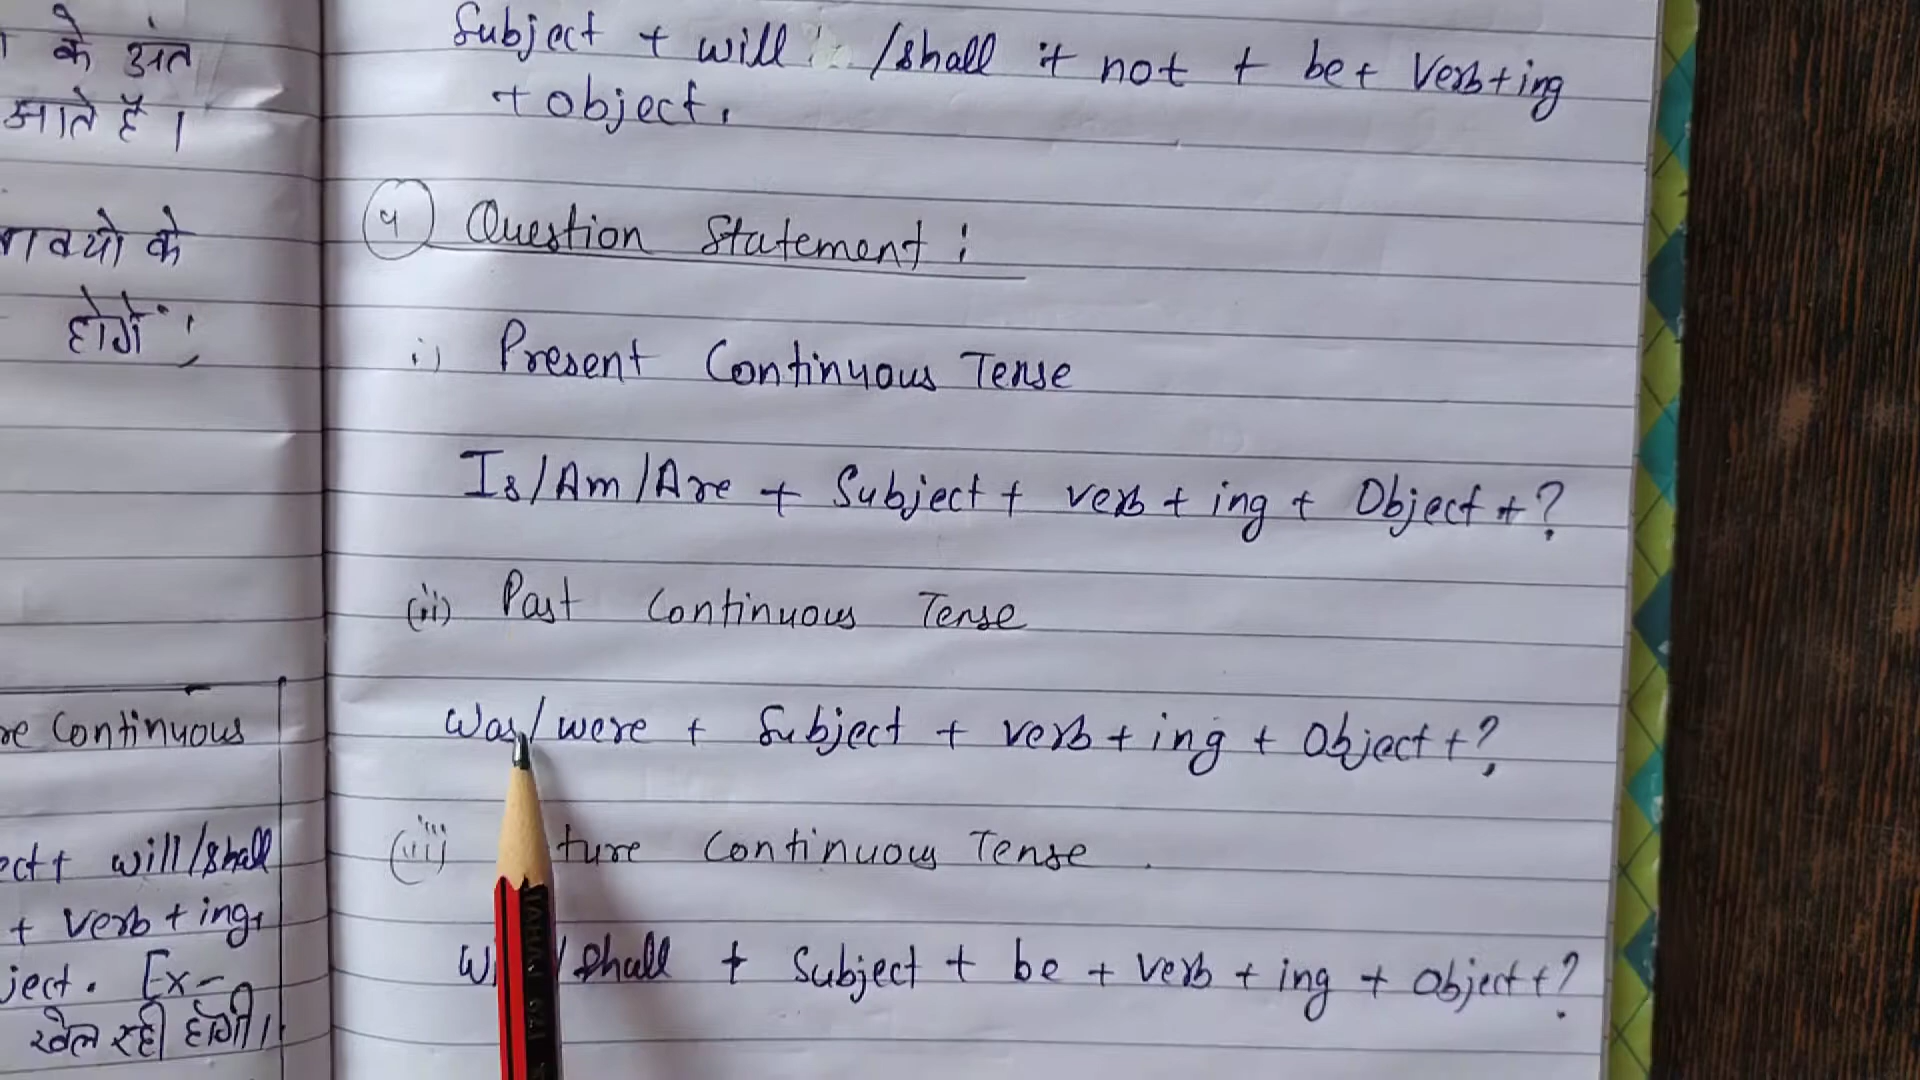 के अंत
आते है ।
वाक्यो के
होगें ;
re Continuous
ect + will/shall
+ verb + ing +
ject. Ex-
खेल रही होगी।
Subject + will /shall + not + be + Verb + ing
+ object.
4 Question Statement :
i) Present Continuous Tense
Is/Am/Are + Subject + verb + ing + Object + ?
(ii) Past Continuous Tense
Was/were + Subject + verb + ing + Object + ?
(iii) ture Continuous Tense .
W /shall + Subject + be + verb + ing + Object + ?